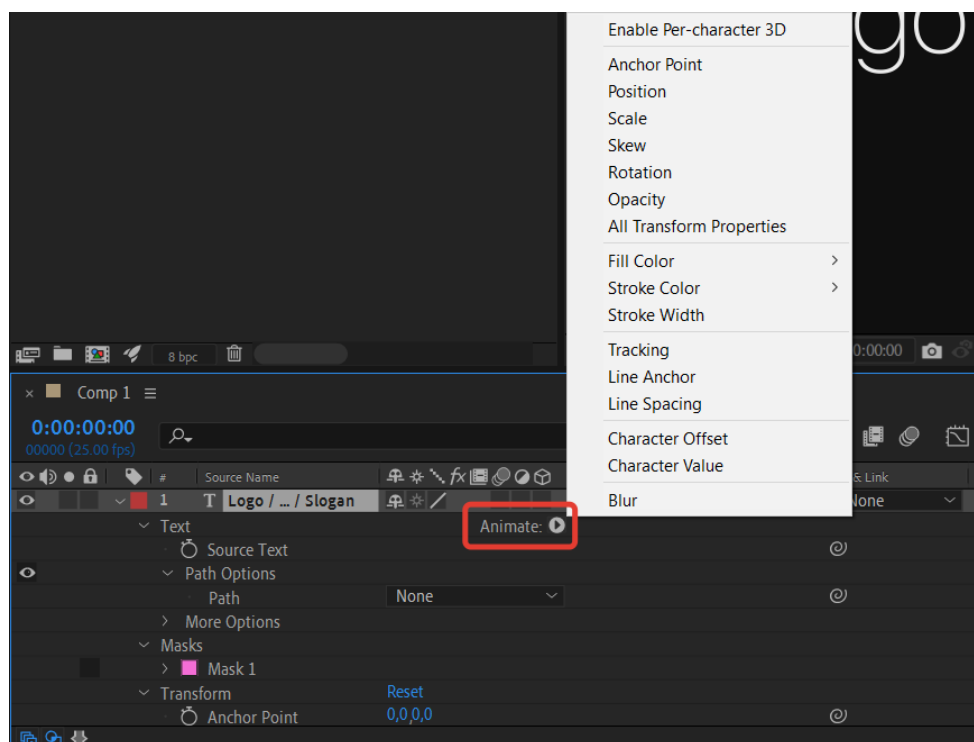 Enable Per-character 3D
go
Anchor Point
Position
Scale
Skew
Rotation
Opacity
All Transform Properties
Fill Color
Stroke Color
Stroke Width
Tracking
Line Anchor
Line Spacing
Character Offset
Character Value
Blur
8 bpc
0:00:00
Comp 1
0:00:00:00
00000 (25.00 fps)
# Source Name fx & Link
1 T Logo / ... / Slogan None
Text Animate:
Source Text
Path Options
Path None
More Options
Masks
Mask 1
Transform Reset
Anchor Point 0,0,0,0